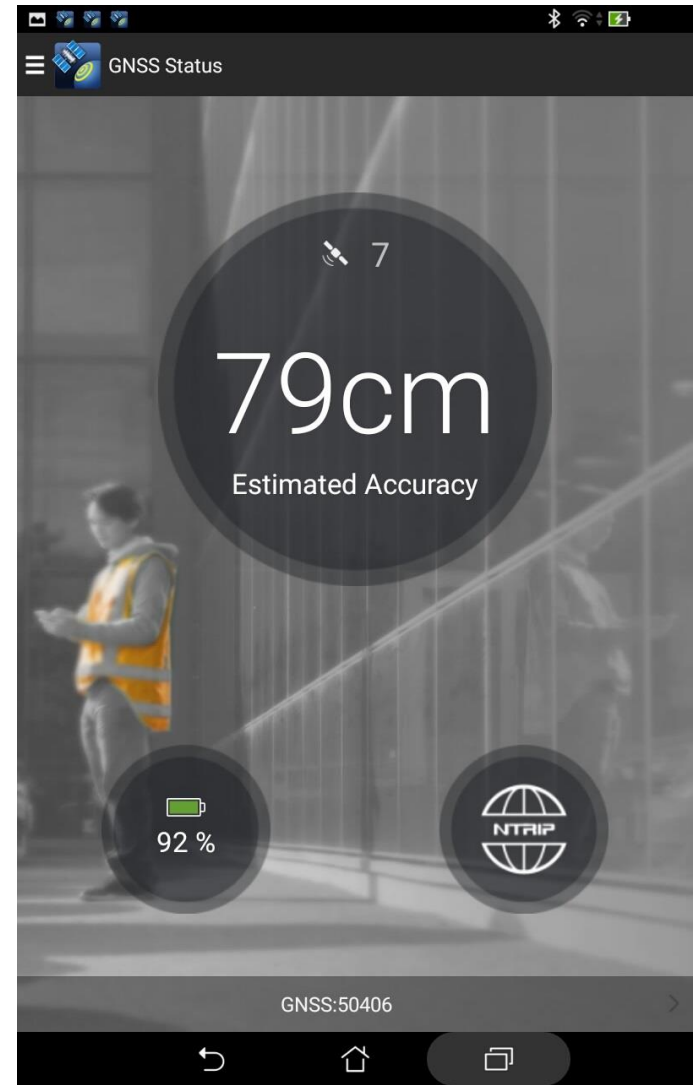 GNSS Status
7
79cm
Estimated Accuracy
92 %
NTRIP
GNSS:50406